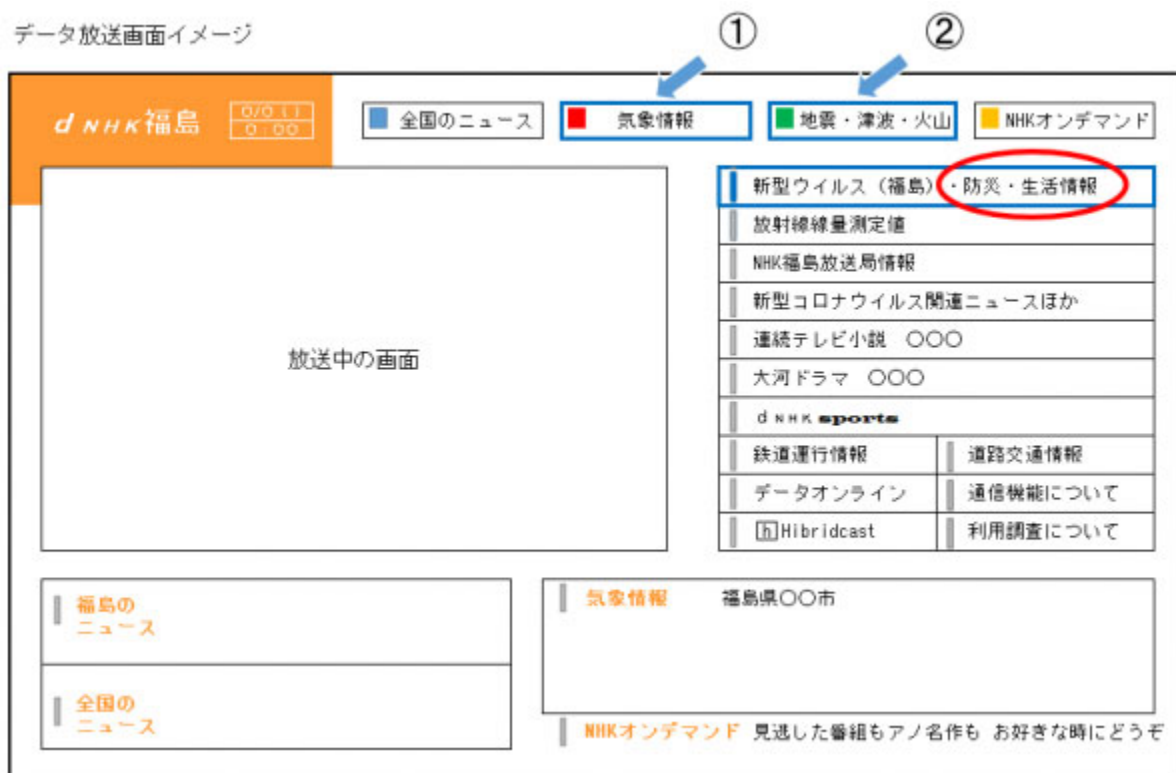 データ放送画面イメージ
① ②
d NHK福島 0/0 ( ) 0:00
全国のニュース 気象情報 地震・津波・火山 NHKオンデマンド
新型ウイルス（福島）・防災・生活情報
放射線線量測定値
NHK福島放送局情報
新型コロナウイルス関連ニュースほか
連続テレビ小説 〇〇〇
大河ドラマ 〇〇〇
d NHK sports
鉄道運行情報 道路交通情報
データオンライン 通信機能について
h Hibridcast 利用調査について
放送中の画面
福島の
ニュース
全国の
ニュース
気象情報 福島県〇〇市
NHKオンデマンド 見逃した番組もアノ名作も お好きな時にどうぞ